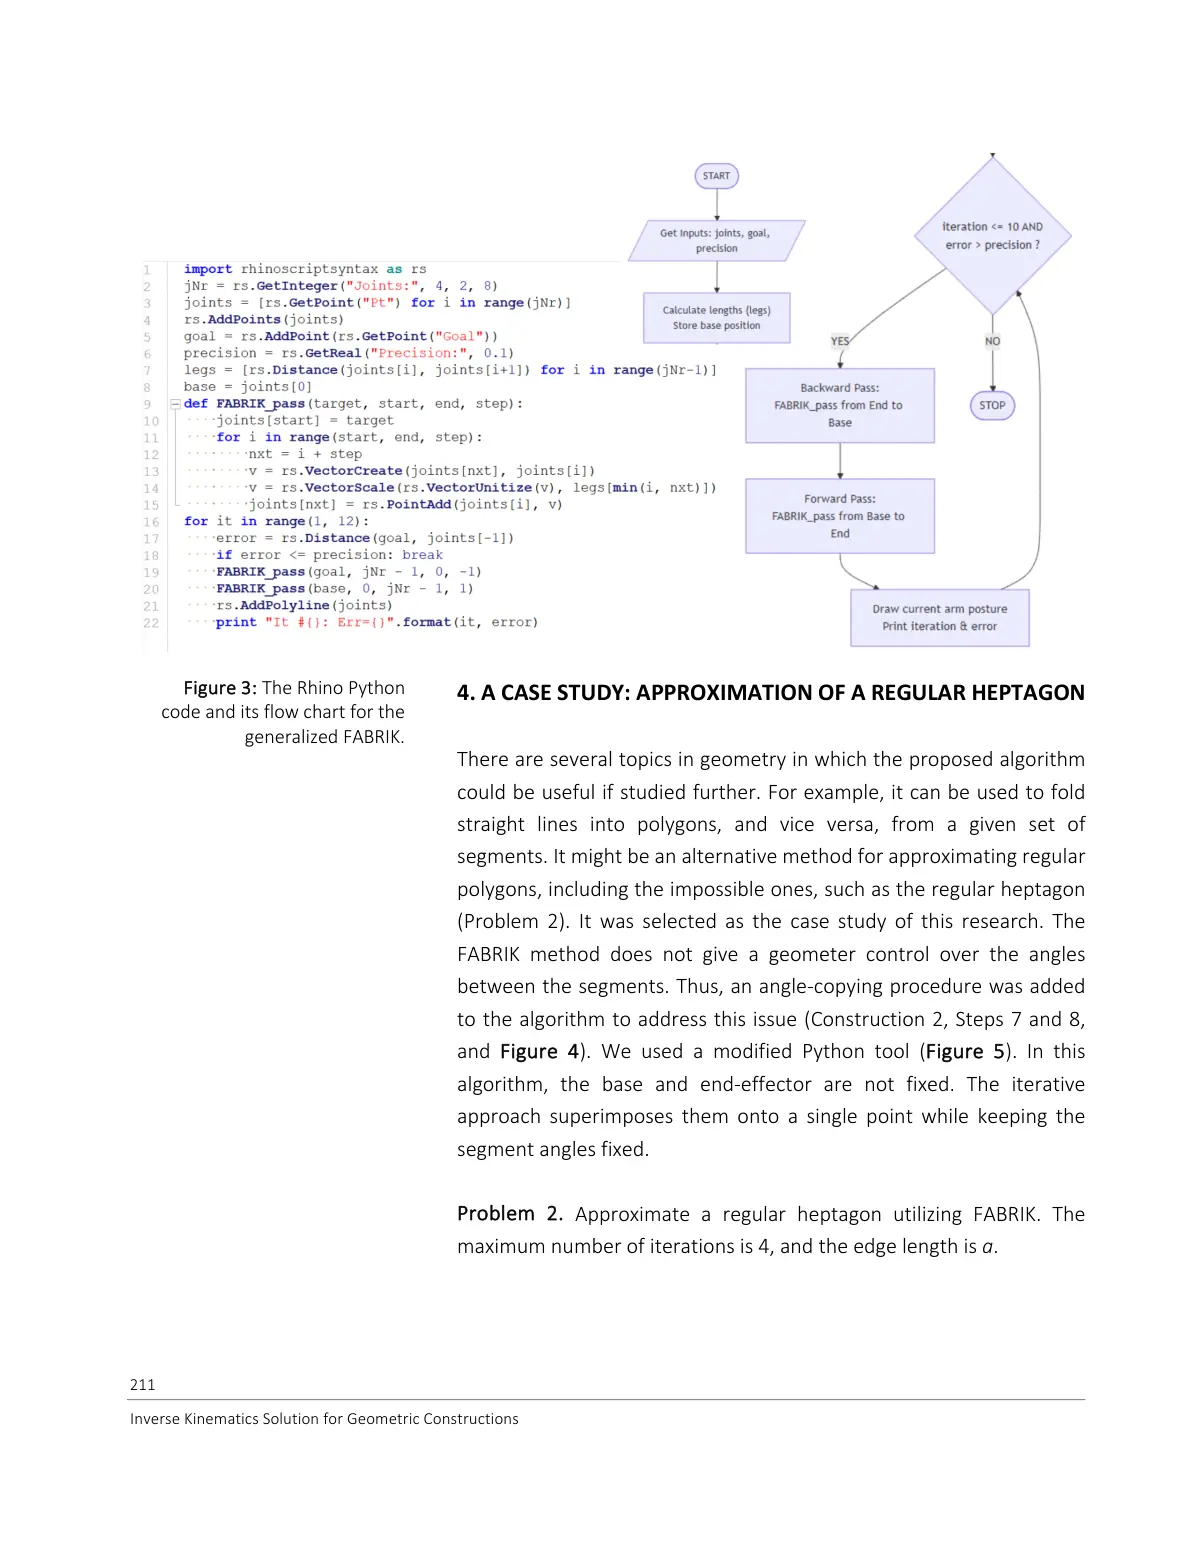 START
Get Inputs: joints, goal,
precision
Calculate lengths (legs)
Store base position
iteration <= 10 AND
error > precision ?
YES
NO
STOP
Backward Pass:
FABRIK_pass from End to
Base
Forward Pass:
FABRIK_pass from Base to
End
Draw current arm posture
Print iteration & error
1 import rhinoscriptsyntax as rs
2 jNr = rs.GetInteger("Joints:", 4, 2, 8)
3 joints = [rs.GetPoint("Pt") for i in range(jNr)]
4 rs.AddPoints(joints)
5 goal = rs.AddPoint(rs.GetPoint("Goal"))
6 precision = rs.GetReal("Precision:", 0.1)
7 legs = [rs.Distance(joints[i], joints[i+1]) for i in range(jNr-1)]
8 base = joints[0]
9 def FABRIK_pass(target, start, end, step):
10 ····joints[start] = target
11 ····for i in range(start, end, step):
12 ········nxt = i + step
13 ········v = rs.VectorCreate(joints[nxt], joints[i])
14 ········v = rs.VectorScale(rs.VectorUnitize(v), legs[min(i, nxt)])
15 ········joints[nxt] = rs.PointAdd(joints[i], v)
16 for it in range(1, 12):
17 ····error = rs.Distance(goal, joints[-1])
18 ····if error <= precision: break
19 ····FABRIK_pass(goal, jNr - 1, 0, -1)
20 ····FABRIK_pass(base, 0, jNr - 1, 1)
21 ····rs.AddPolyline(joints)
22 ····print "It #{}: Err={}".format(it, error)
Figure 3: The Rhino Python
code and its flow chart for the
generalized FABRIK.
4. A CASE STUDY: APPROXIMATION OF A REGULAR HEPTAGON
There are several topics in geometry in which the proposed algorithm
could be useful if studied further. For example, it can be used to fold
straight lines into polygons, and vice versa, from a given set of
segments. It might be an alternative method for approximating regular
polygons, including the impossible ones, such as the regular heptagon
(Problem 2). It was selected as the case study of this research. The
FABRIK method does not give a geometer control over the angles
between the segments. Thus, an angle-copying procedure was added
to the algorithm to address this issue (Construction 2, Steps 7 and 8,
and Figure 4). We used a modified Python tool (Figure 5). In this
algorithm, the base and end-effector are not fixed. The iterative
approach superimposes them onto a single point while keeping the
segment angles fixed.
Problem 2. Approximate a regular heptagon utilizing FABRIK. The
maximum number of iterations is 4, and the edge length is a.
211
Inverse Kinematics Solution for Geometric Constructions